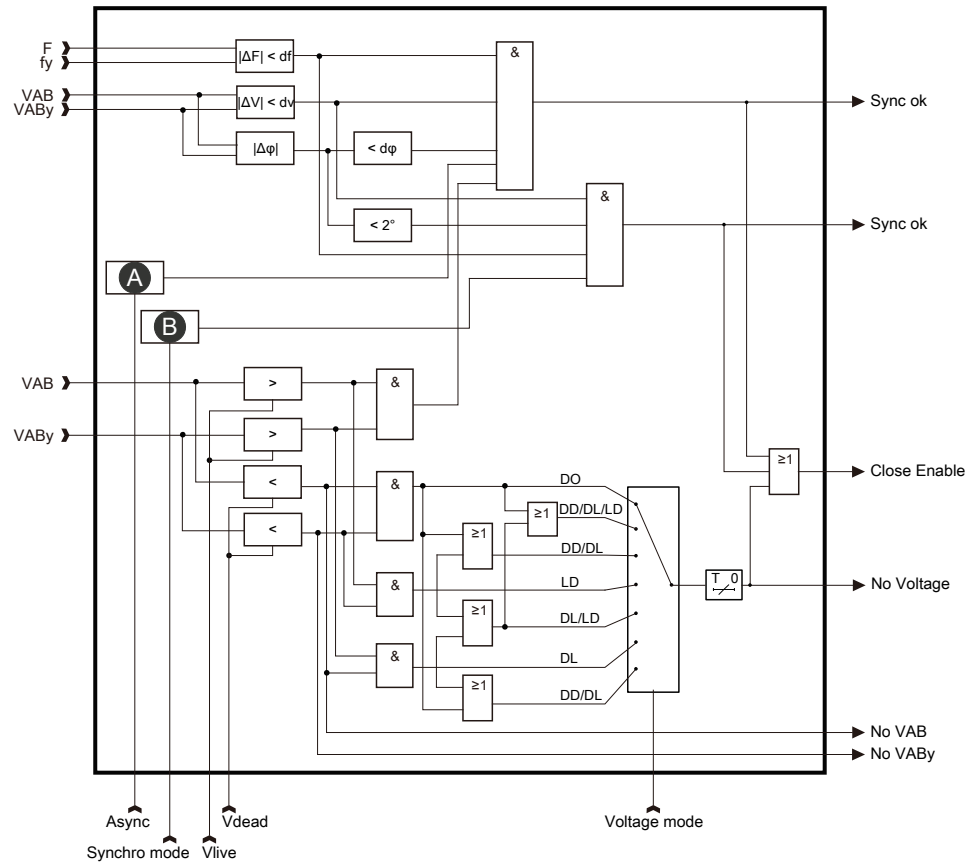 F
fy
|ΔF| < df
&
VAB
VABy
|ΔV| < dv
Sync ok
|Δφ|
< dφ
&
< 2°
Sync ok
A
B
VAB
>
&
VABy
>
<
&
<
≥1
Close Enable
DO
≥1
DD/DL/LD
≥1
DD/DL
&
LD
T 0
No Voltage
≥1
DL/LD
&
DL
≥1
DD/DL
No VAB
No VABy
Async
Vdead
Voltage mode
Synchro mode
Vlive